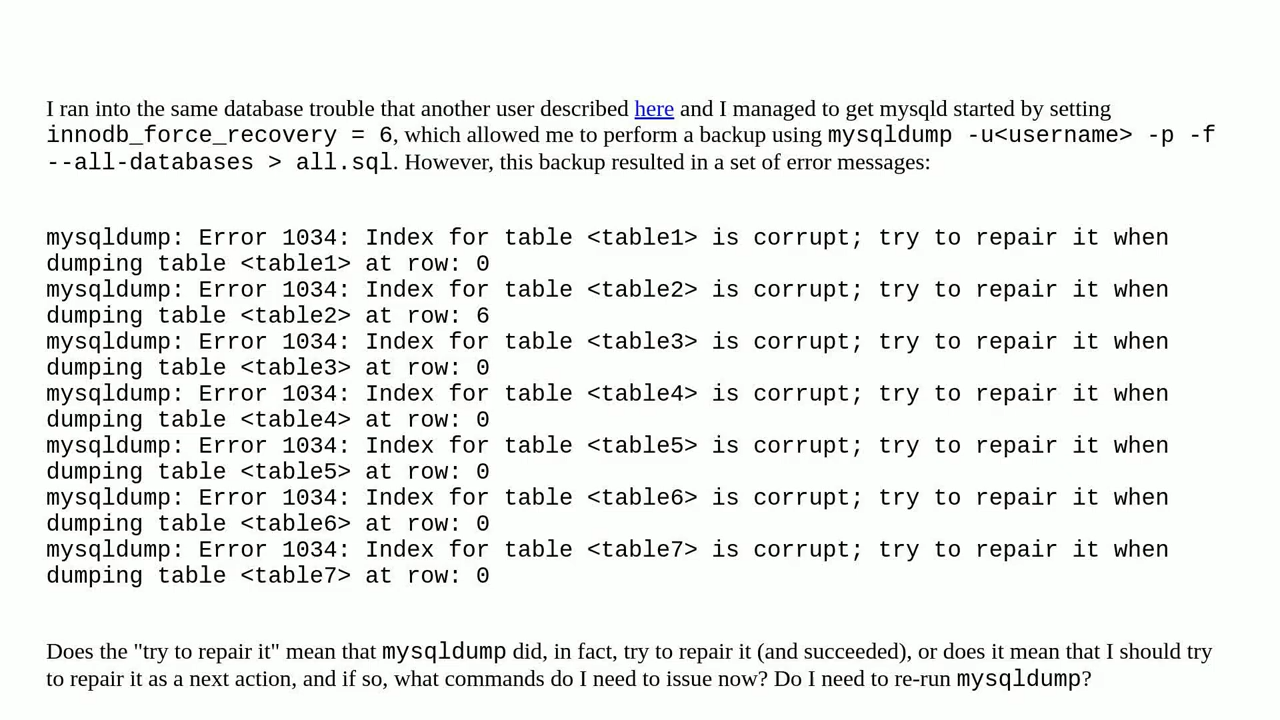 I ran into the same database trouble that another user described here and I managed to get mysqld started by setting
innodb_force_recovery = 6, which allowed me to perform a backup using mysqldump -u<username> -p -f
--all-databases > all.sql. However, this backup resulted in a set of error messages:
mysqldump: Error 1034: Index for table <table1> is corrupt; try to repair it when
dumping table <table1> at row: 0
mysqldump: Error 1034: Index for table <table2> is corrupt; try to repair it when
dumping table <table2> at row: 6
mysqldump: Error 1034: Index for table <table3> is corrupt; try to repair it when
dumping table <table3> at row: 0
mysqldump: Error 1034: Index for table <table4> is corrupt; try to repair it when
dumping table <table4> at row: 0
mysqldump: Error 1034: Index for table <table5> is corrupt; try to repair it when
dumping table <table5> at row: 0
mysqldump: Error 1034: Index for table <table6> is corrupt; try to repair it when
dumping table <table6> at row: 0
mysqldump: Error 1034: Index for table <table7> is corrupt; try to repair it when
dumping table <table7> at row: 0
Does the "try to repair it" mean that mysqldump did, in fact, try to repair it (and succeeded), or does it mean that I should try
to repair it as a next action, and if so, what commands do I need to issue now? Do I need to re-run mysqldump?